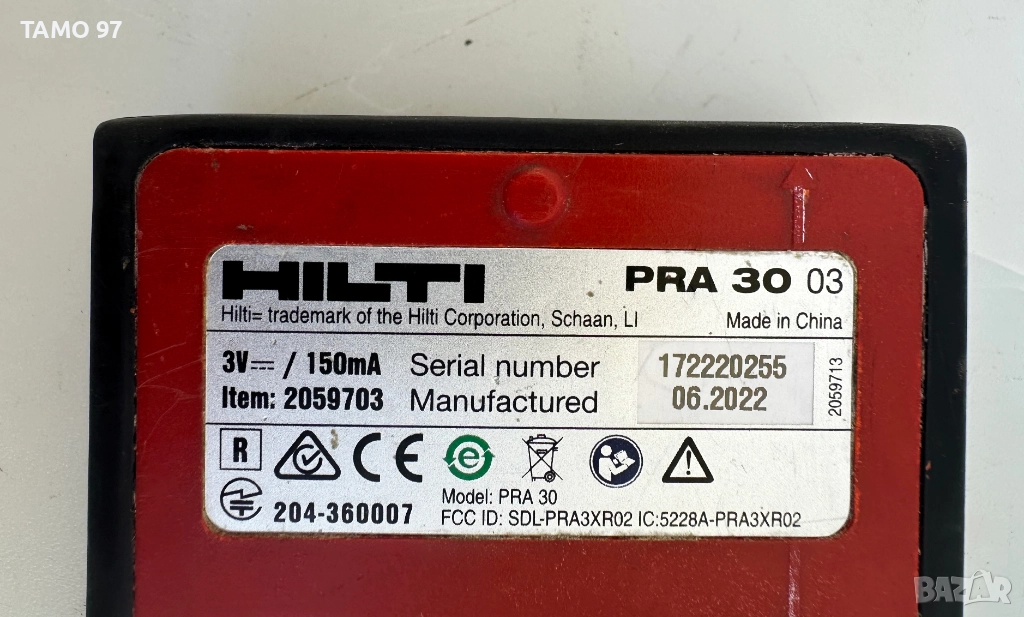 TAMO 97
HILTI PRA 30 03
Hilti= trademark of the Hilti Corporation, Schaan, LI Made in China
3V⎓ / 150mA Serial number 172220255
Item: 2059703 Manufactured 06.2022
2059713
R CE e
204-360007
Model: PRA 30
FCC ID: SDL-PRA3XR02 IC:5228A-PRA3XR02
BAZAR